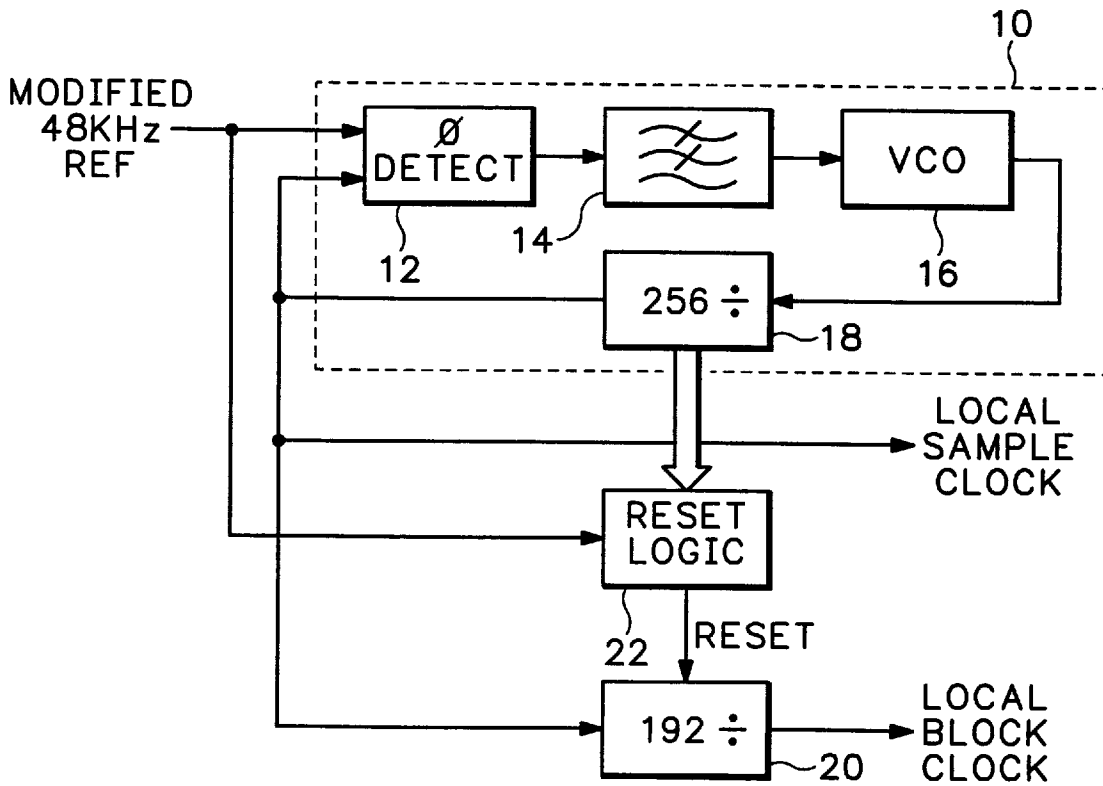 10
MODIFIED
48KHz
REF
Ø
DETECT
VCO
12
14
16
256 ÷
18
LOCAL
SAMPLE
CLOCK
RESET
LOGIC
22
RESET
192 ÷
20
LOCAL
BLOCK
CLOCK